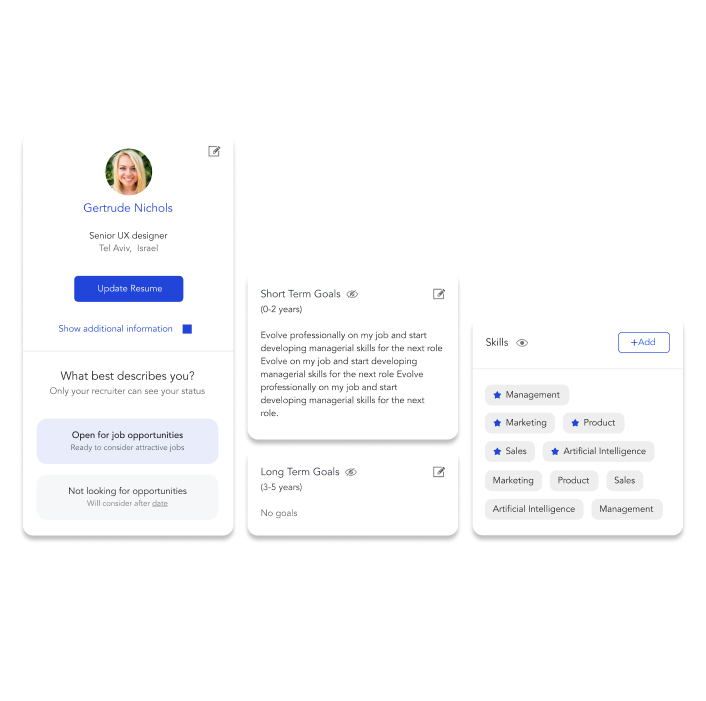 Gertrude Nichols
Senior UX designer
Tel Aviv, Israel
Update Resume
Show additional information
What best describes you?
Only your recruiter can see your status
Open for job opportunities
Ready to consider attractive jobs
Not looking for opportunities
Will consider after date
Short Term Goals
(0-2 years)
Evolve professionally on my job and start
developing managerial skills for the next role
Evolve on my job and start developing
managerial skills for the next role Evolve
professionally on my job and start
developing managerial skills for the next
role.
Long Term Goals
(3-5 years)
No goals
Skills
+Add
Management
Marketing
Product
Sales
Artificial Intelligence
Marketing
Product
Sales
Artificial Intelligence
Management